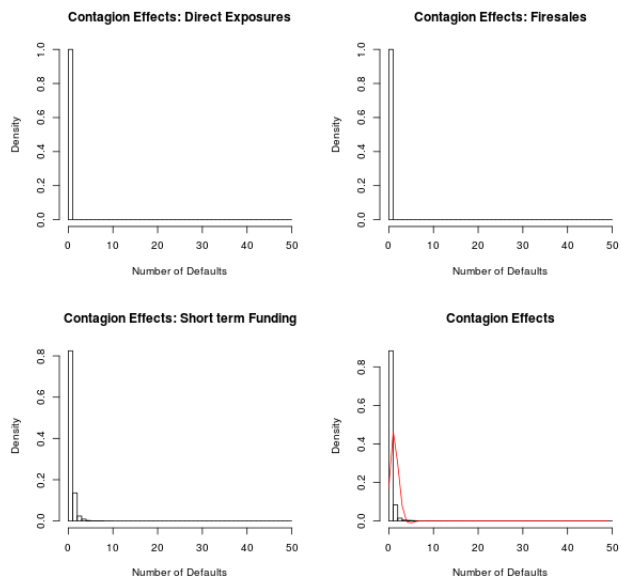 Contagion Effects: Direct Exposures
Density
0.0 0.2 0.4 0.6 0.8 1.0
0 10 20 30 40 50
Number of Defaults
Contagion Effects: Firesales
Density
0.0 0.2 0.4 0.6 0.8 1.0
0 10 20 30 40 50
Number of Defaults
Contagion Effects: Short term Funding
Density
0.0 0.2 0.4 0.6 0.8
0 10 20 30 40 50
Number of Defaults
Contagion Effects
Density
0.0 0.2 0.4 0.6 0.8
0 10 20 30 40 50
Number of Defaults